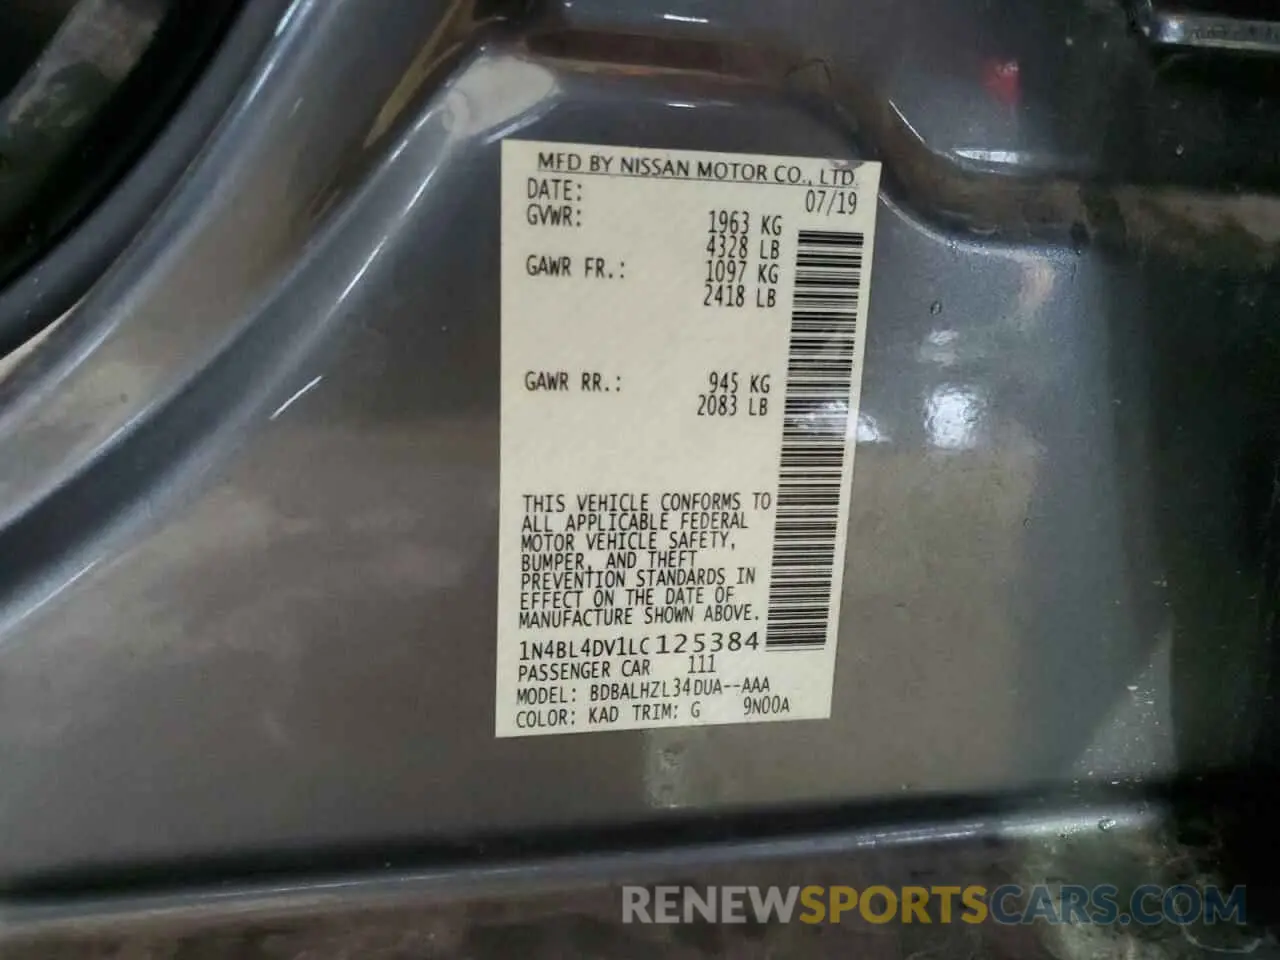 MFD BY NISSAN MOTOR CO., LTD.
DATE: 07/19
GVWR: 1963 KG
4328 LB
GAWR FR.: 1097 KG
2418 LB
GAWR RR.: 945 KG
2083 LB
THIS VEHICLE CONFORMS TO
ALL APPLICABLE FEDERAL
MOTOR VEHICLE SAFETY,
BUMPER, AND THEFT
PREVENTION STANDARDS IN
EFFECT ON THE DATE OF
MANUFACTURE SHOWN ABOVE.
1N4BL4DV1LC125384
PASSENGER CAR 111
MODEL: BDBALHZL34DUA--AAA
COLOR: KAD TRIM: G 9N00A
RENEWSPORTSCARS.COM